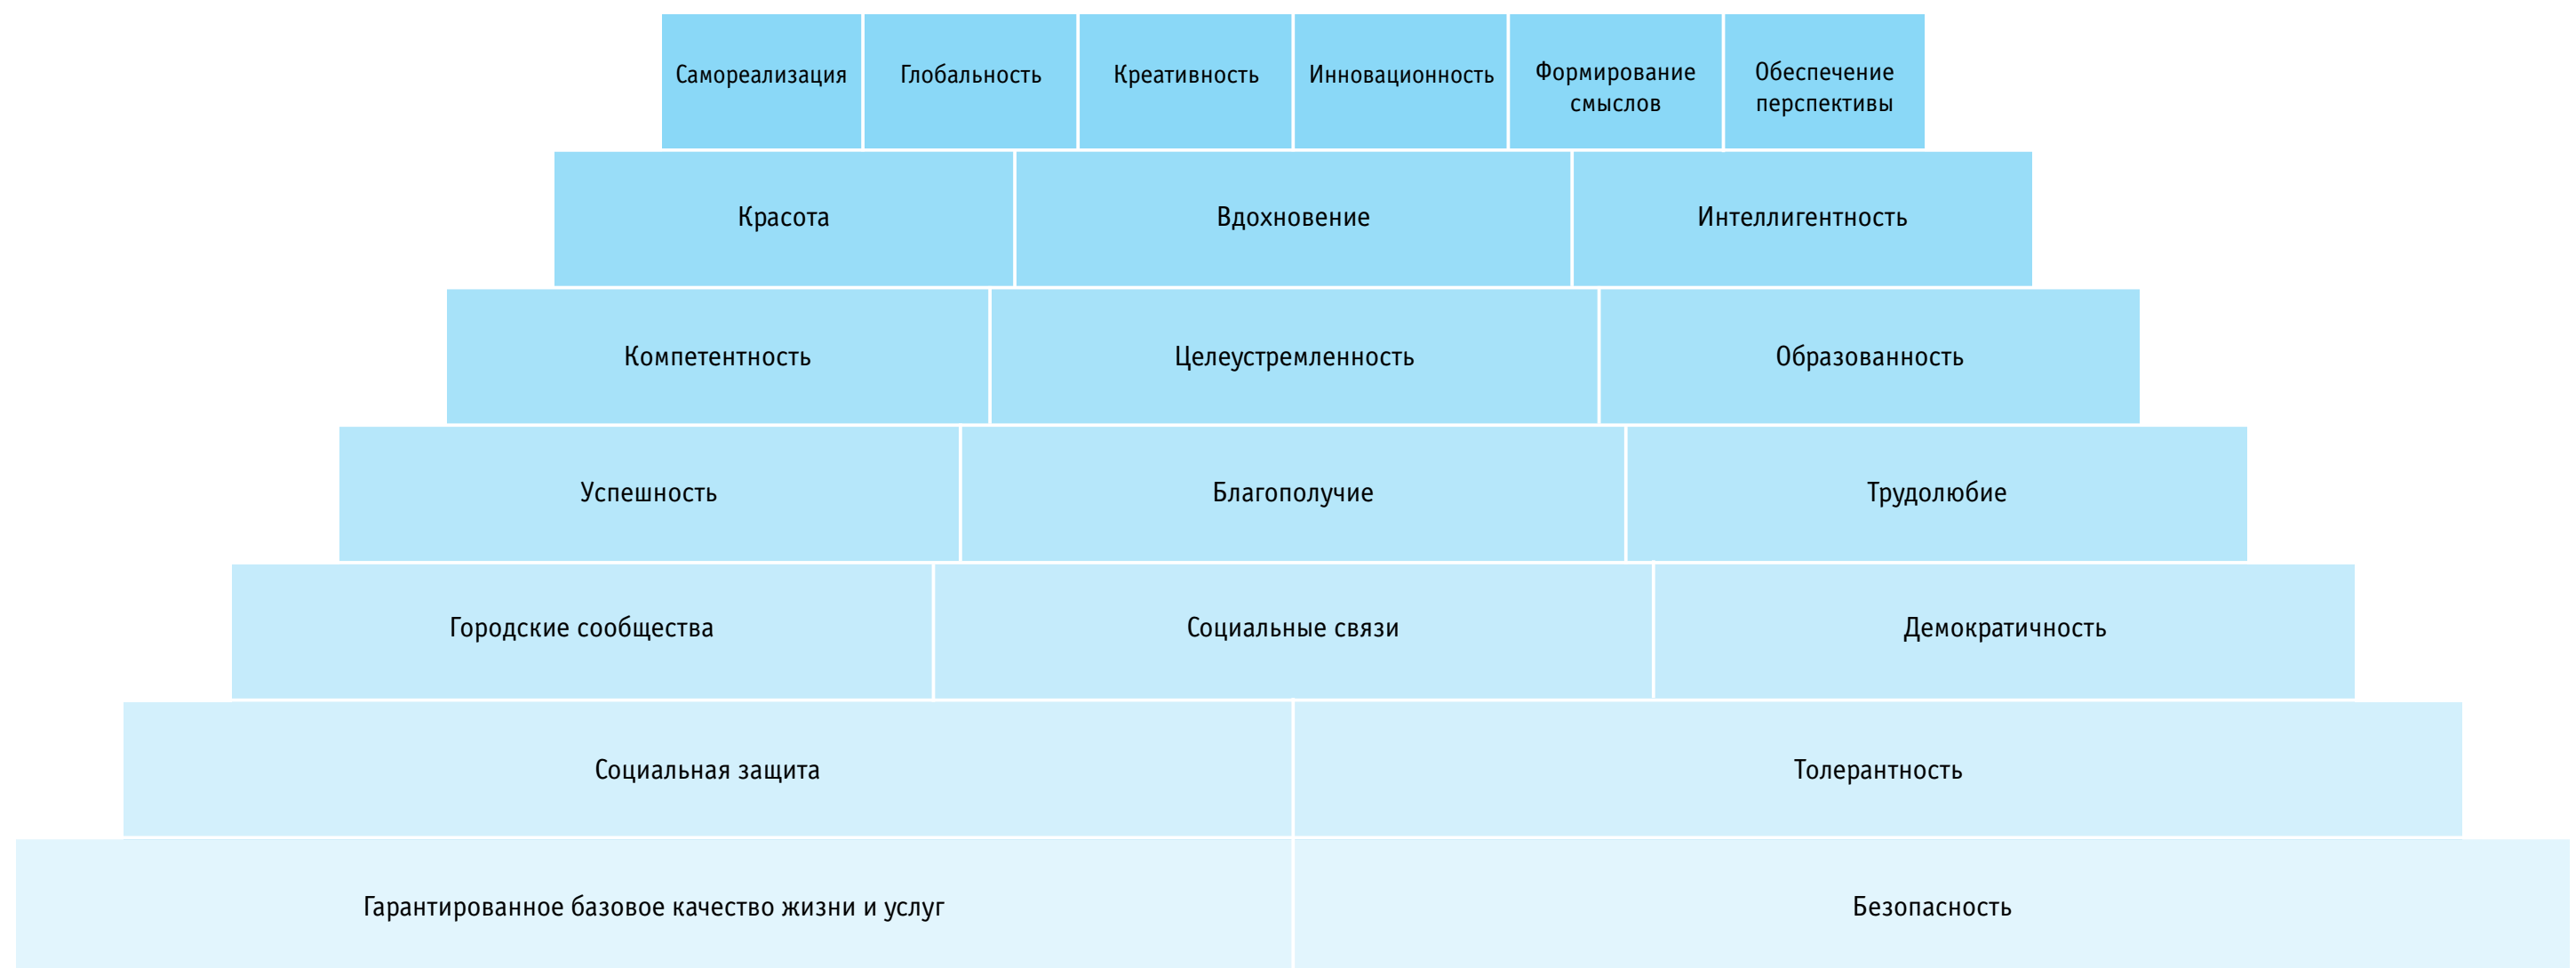 Самореализация
Глобальность
Креативность
Инновационность
Формирование
смыслов
Обеспечение
перспективы
Красота
Вдохновение
Интеллигентность
Компетентность
Целеустремленность
Образованность
Успешность
Благополучие
Трудолюбие
Городские сообщества
Социальные связи
Демократичность
Социальная защита
Толерантность
Гарантированное базовое качество жизни и услуг
Безопасность